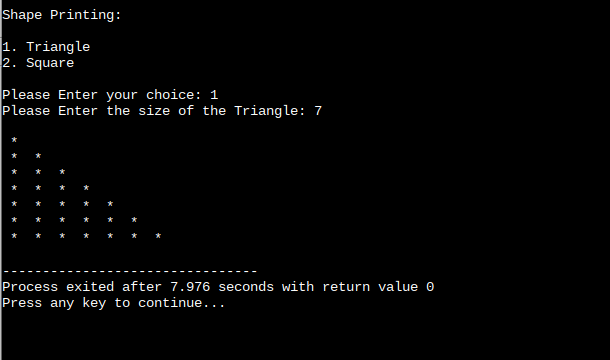 Shape Printing:
1. Triangle
2. Square
Please Enter your choice: 1
Please Enter the size of the Triangle: 7
*
*  *
*  *  *
*  *  *  *
*  *  *  *  *
*  *  *  *  *  *
*  *  *  *  *  *  *
--------------------------------
Process exited after 7.976 seconds with return value 0
Press any key to continue...